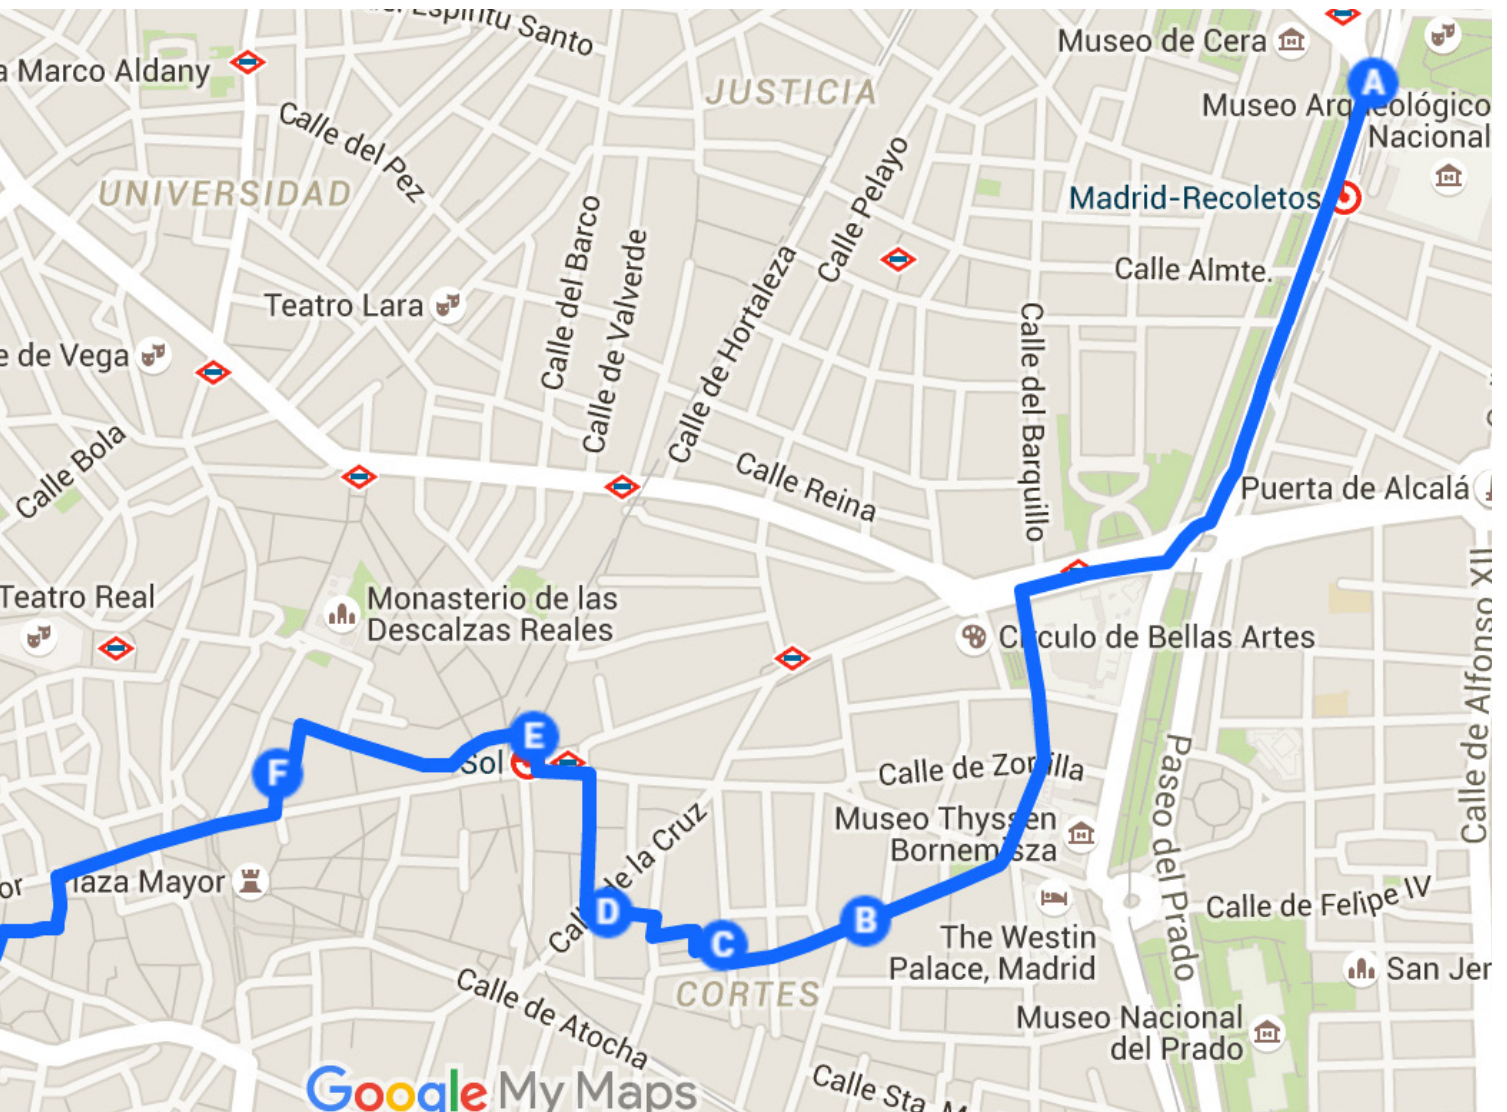 Espíritu Santo
Museo de Cera
a Marco Aldany
JUSTICIA
A
Museo Arqueológico
Nacional
Calle del Pez
UNIVERSIDAD
Calle Pelayo
Madrid-Recoletos
Calle del Barco
Calle de Valverde
Calle de Hortaleza
Calle Almte.
Teatro Lara
e de Vega
Calle del Barquillo
Calle Bola
Calle Reina
Puerta de Alcalá
Teatro Real
Monasterio de las
Descalzas Reales
Círculo de Bellas Artes
Calle de Alfonso XII
E
Sol
F
Calle de Zorrilla
Paseo del Prado
Calle de la Cruz
Museo Thyssen
Bornemisza
or
laza Mayor
D
B
C
Calle de Felipe IV
The Westin
Palace, Madrid
San Jer
CORTES
Calle de Atocha
Museo Nacional
del Prado
Google My Maps
Calle Sta. M